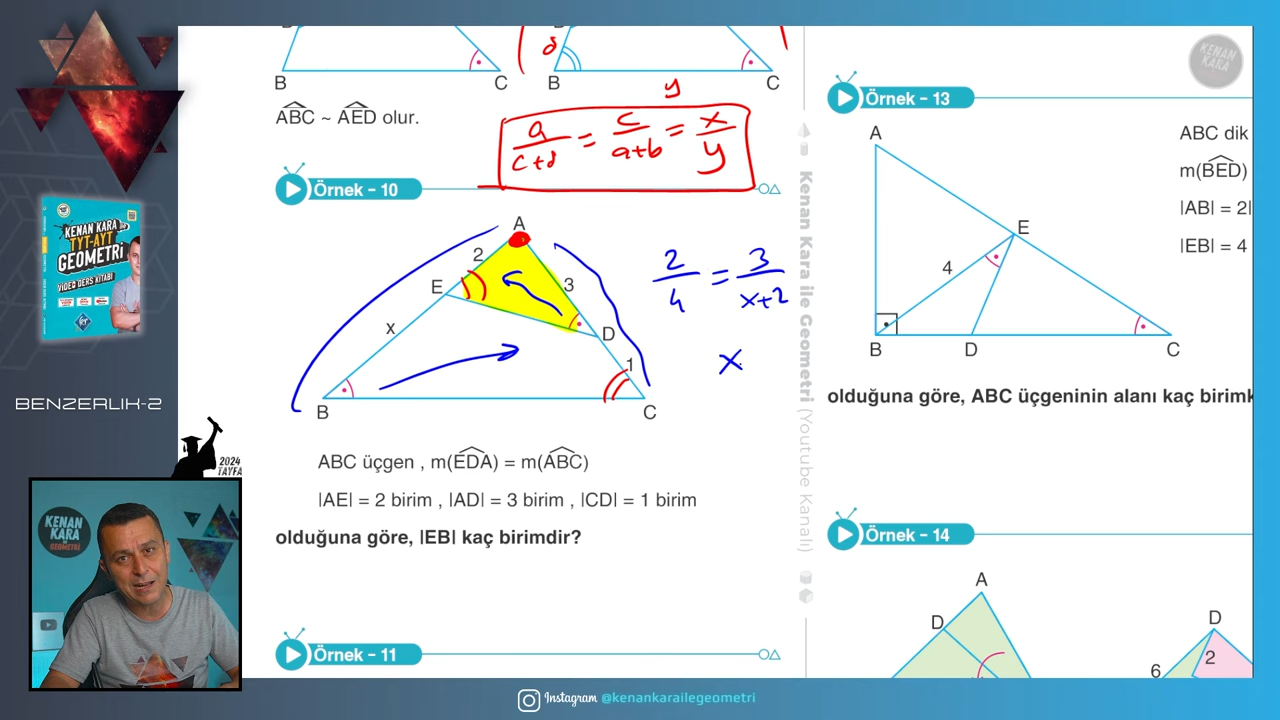 B
C
B
C
d
y
ABC ~ AED olur.
a/c+d = c/a+b = x/y
Örnek - 10
A
2
E
3
x
D
1
B
C
2/4 = 3/x+2
x
ABC üçgen , m(EDA) = m(ABC)
|AE| = 2 birim , |AD| = 3 birim , |CD| = 1 birim
olduğuna göre, |EB| kaç birimdir?
Örnek - 11
Kenan Kara ile Geometri (Youtube Kanalı)
KENAN KARA
Örnek - 13
A
E
4
B
D
C
ABC dik
m(BED)
|AB| = 2|
|EB| = 4
olduğuna göre, ABC üçgeninin alanı kaç birimk
Örnek - 14
A
D
D
6
2
KENAN KARA
TYT-AYT
GEOMETRİ
VİDEO DERS KİTABI
BENZERLIK-2
2024
TAYFA
KENAN
KARA
GEOMETRİ
Instagram @kenankarailegeometri